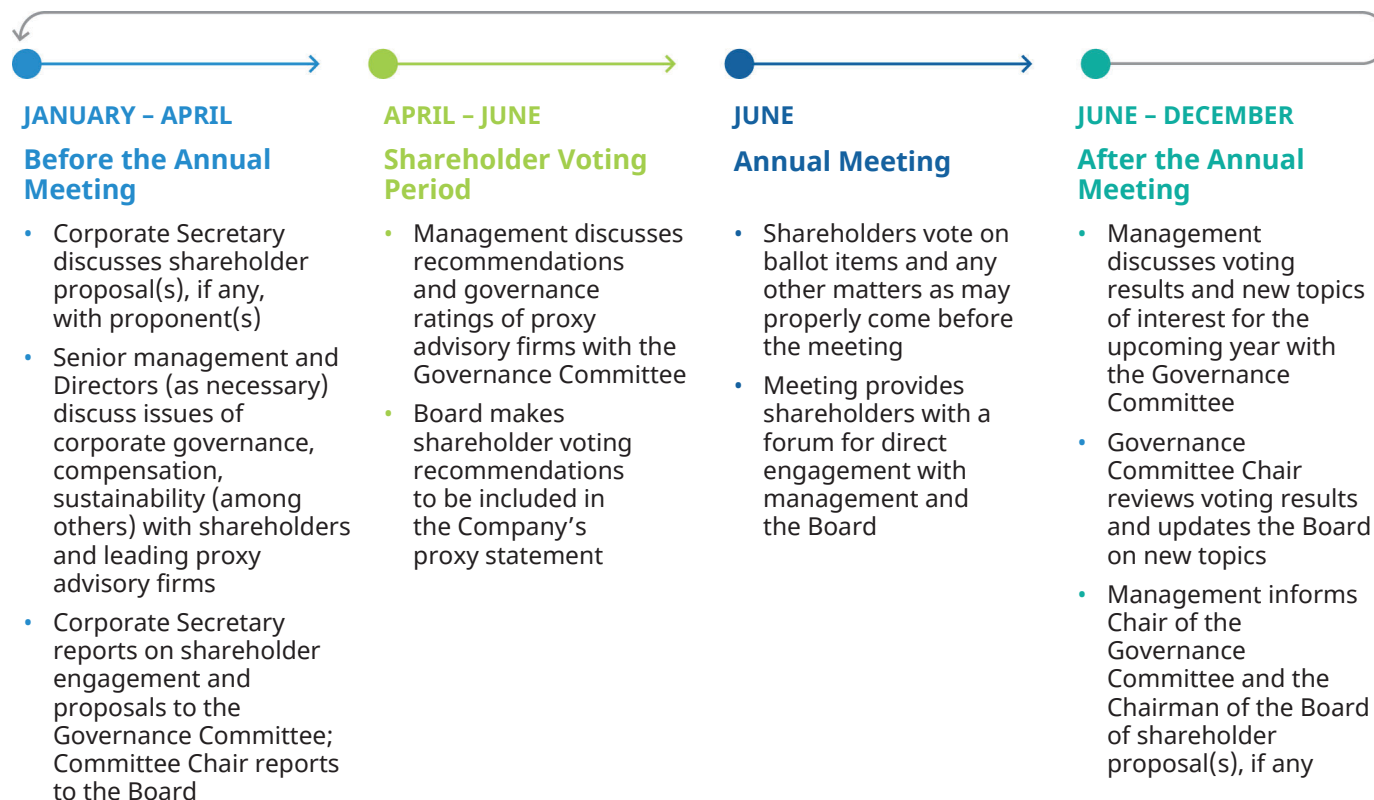 JANUARY – APRIL
Before the Annual
Meeting
• Corporate Secretary
discusses shareholder
proposal(s), if any,
with proponent(s)
• Senior management and
Directors (as necessary)
discuss issues of
corporate governance,
compensation,
sustainability (among
others) with shareholders
and leading proxy
advisory firms
• Corporate Secretary
reports on shareholder
engagement and
proposals to the
Governance Committee;
Committee Chair reports
to the Board
APRIL – JUNE
Shareholder Voting
Period
• Management discusses
recommendations
and governance
ratings of proxy
advisory firms with the
Governance Committee
• Board makes
shareholder voting
recommendations
to be included in
the Company’s
proxy statement
JUNE
Annual Meeting
• Shareholders vote on
ballot items and any
other matters as may
properly come before
the meeting
• Meeting provides
shareholders with a
forum for direct
engagement with
management and
the Board
JUNE – DECEMBER
After the Annual
Meeting
• Management
discusses voting
results and new topics
of interest for the
upcoming year with
the Governance
Committee
• Governance
Committee Chair
reviews voting results
and updates the Board
on new topics
• Management informs
Chair of the
Governance
Committee and the
Chairman of the Board
of shareholder
proposal(s), if any